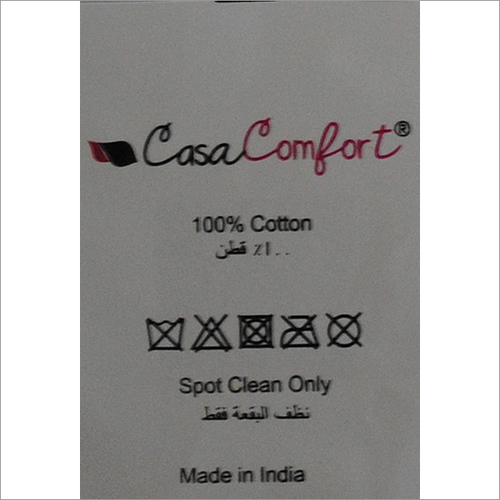 CasaComfort®
100% Cotton
٪١٠٠ قطن
Spot Clean Only
نظف البقعة فقط
Made in India